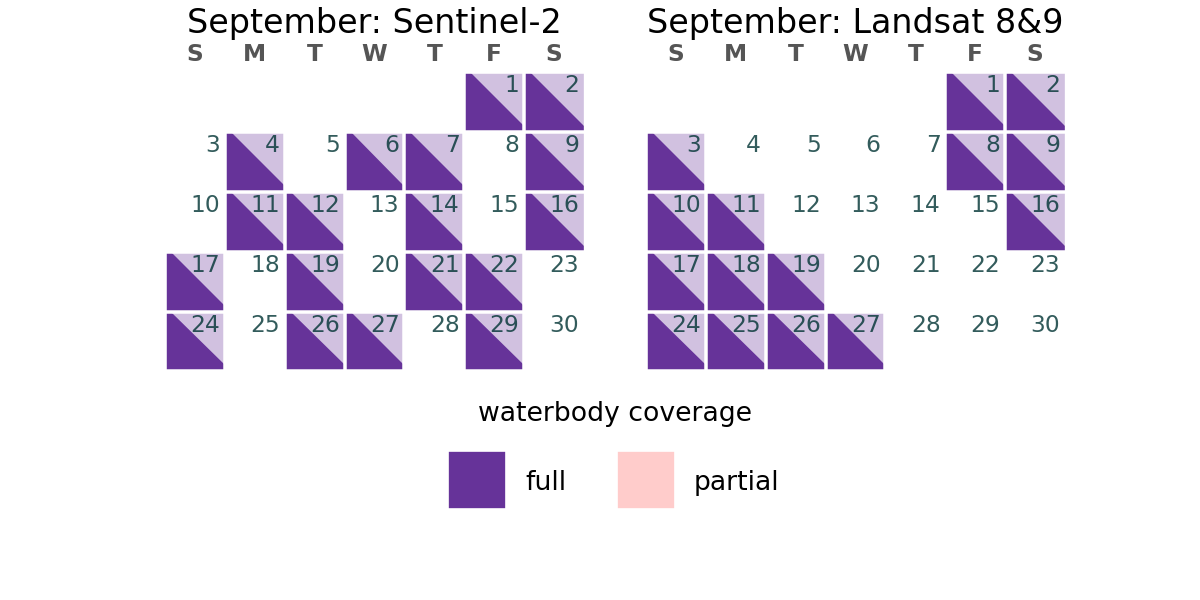 September: Sentinel-2
S M T W T F S
1 2
3 4 5 6 7 8 9
10 11 12 13 14 15 16
17 18 19 20 21 22 23
24 25 26 27 28 29 30
September: Landsat 8&9
S M T W T F S
1 2
3 4 5 6 7 8 9
10 11 12 13 14 15 16
17 18 19 20 21 22 23
24 25 26 27 28 29 30
waterbody coverage
full
partial